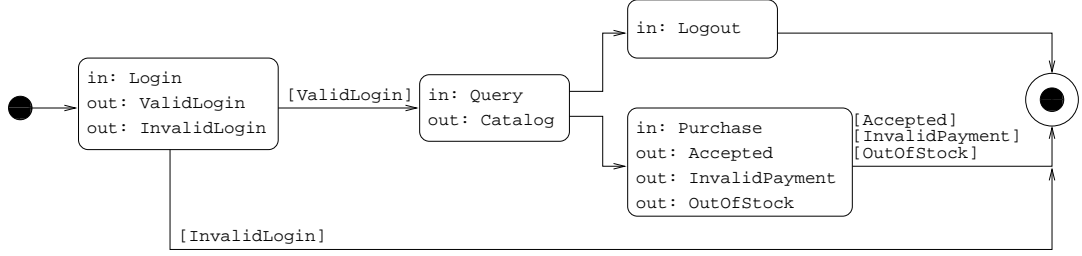 in: Login
out: ValidLogin
out: InvalidLogin
[ValidLogin]
in: Query
out: Catalog
in: Logout
in: Purchase
out: Accepted
out: InvalidPayment
out: OutOfStock
[Accepted]
[InvalidPayment]
[OutOfStock]
[InvalidLogin]